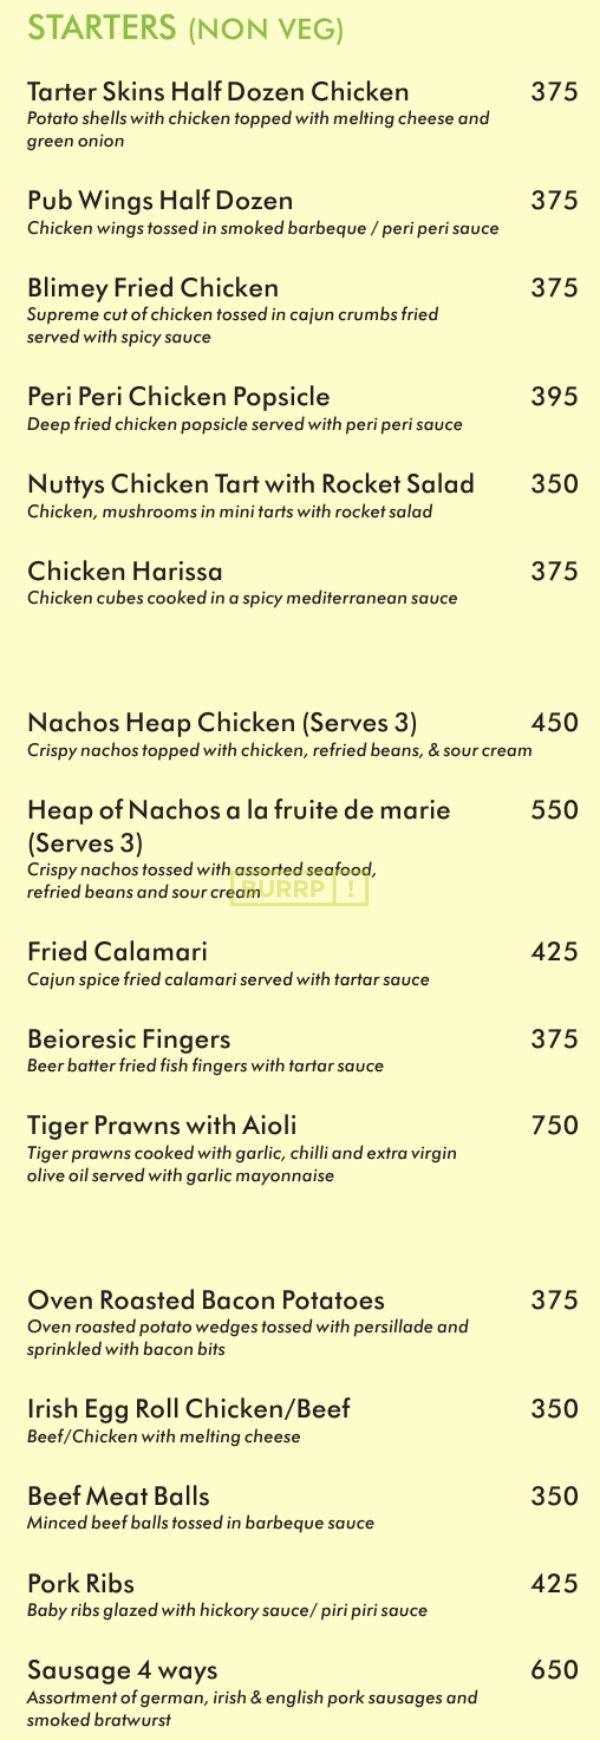 STARTERS (NON VEG)
Tarter Skins Half Dozen Chicken 375
Potato shells with chicken topped with melting cheese and
green onion
Pub Wings Half Dozen 375
Chicken wings tossed in smoked barbeque / peri peri sauce
Blimey Fried Chicken 375
Supreme cut of chicken tossed in cajun crumbs fried
served with spicy sauce
Peri Peri Chicken Popsicle 395
Deep fried chicken popsicle served with peri peri sauce
Nuttys Chicken Tart with Rocket Salad 350
Chicken, mushrooms in mini tarts with rocket salad
Chicken Harissa 375
Chicken cubes cooked in a spicy mediterranean sauce
Nachos Heap Chicken (Serves 3) 450
Crispy nachos topped with chicken, refried beans, & sour cream
Heap of Nachos a la fruite de marie 550
(Serves 3)
Crispy nachos tossed with assorted seafood,
refried beans and sour cream
BURRP !
Fried Calamari 425
Cajun spice fried calamari served with tartar sauce
Beioresic Fingers 375
Beer batter fried fish fingers with tartar sauce
Tiger Prawns with Aioli 750
Tiger prawns cooked with garlic, chilli and extra virgin
olive oil served with garlic mayonnaise
Oven Roasted Bacon Potatoes 375
Oven roasted potato wedges tossed with persillade and
sprinkled with bacon bits
Irish Egg Roll Chicken/Beef 350
Beef/Chicken with melting cheese
Beef Meat Balls 350
Minced beef balls tossed in barbeque sauce
Pork Ribs 425
Baby ribs glazed with hickory sauce/ piri piri sauce
Sausage 4 ways 650
Assortment of german, irish & english pork sausages and
smoked bratwurst